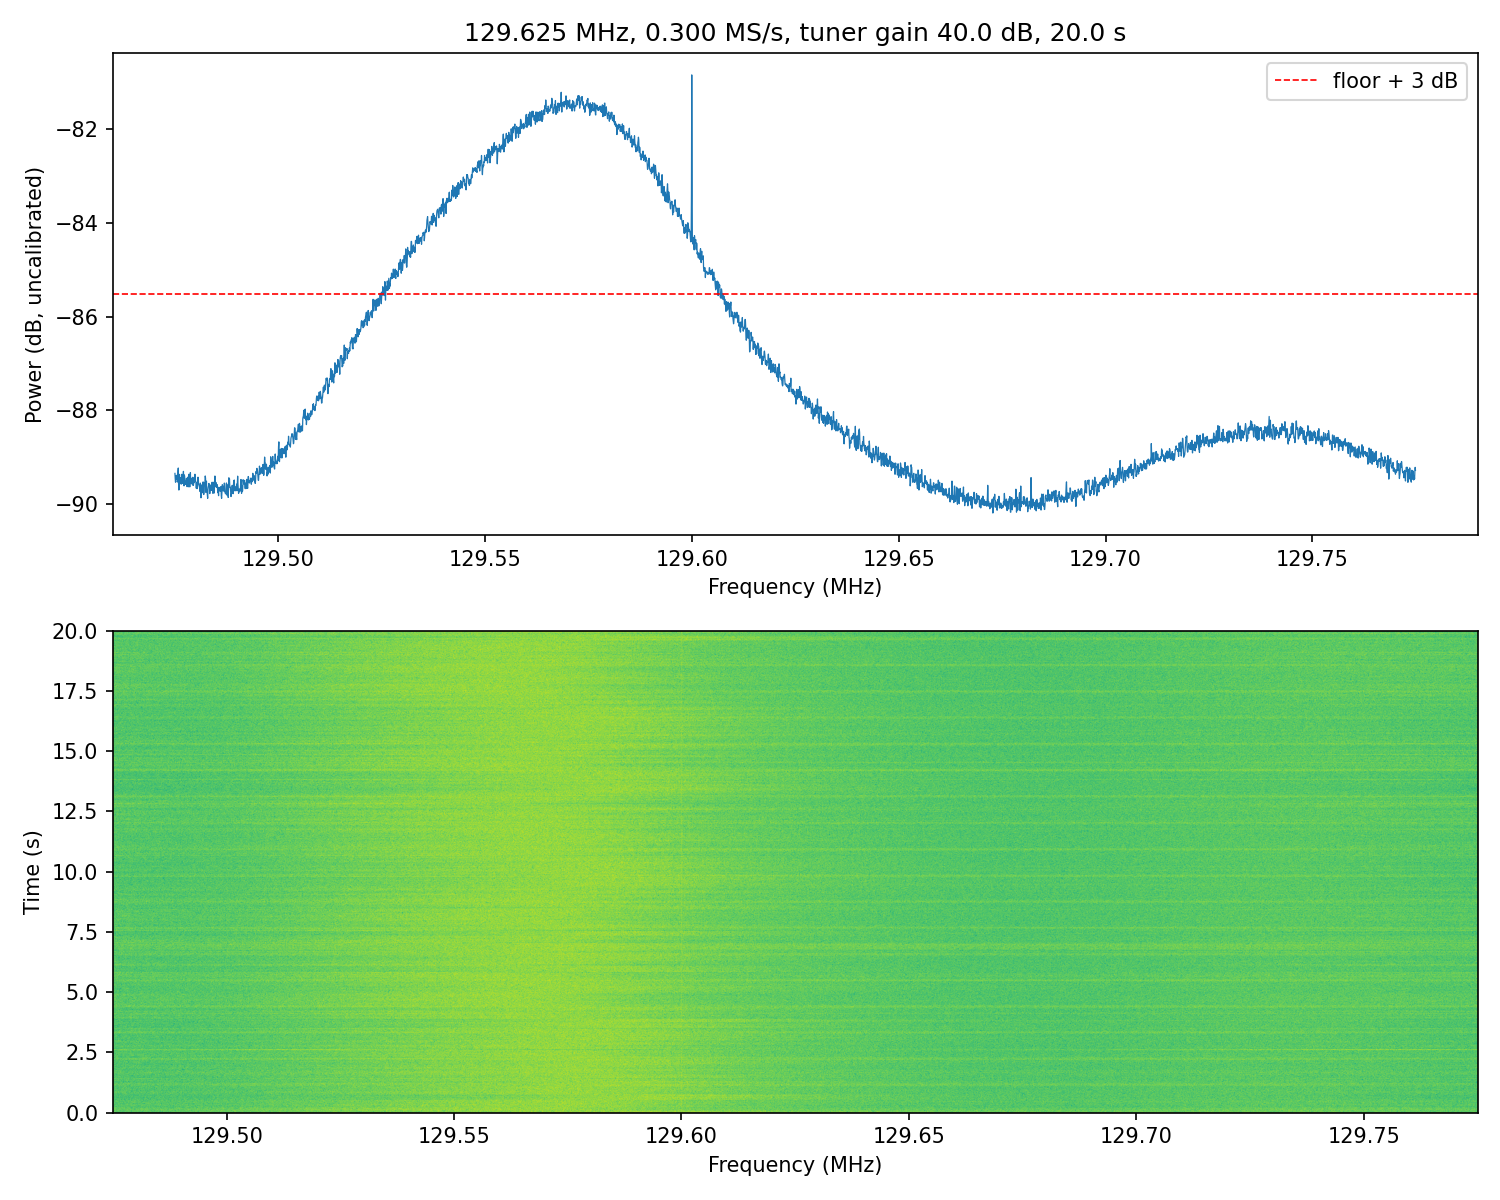 129.625 MHz, 0.300 MS/s, tuner gain 40.0 dB, 20.0 s
floor + 3 dB
Power (dB, uncalibrated)
−82
−84
−86
−88
−90
129.50 129.55 129.60 129.65 129.70 129.75
Frequency (MHz)
Time (s)
20.0
17.5
15.0
12.5
10.0
7.5
5.0
2.5
0.0
129.50 129.55 129.60 129.65 129.70 129.75
Frequency (MHz)